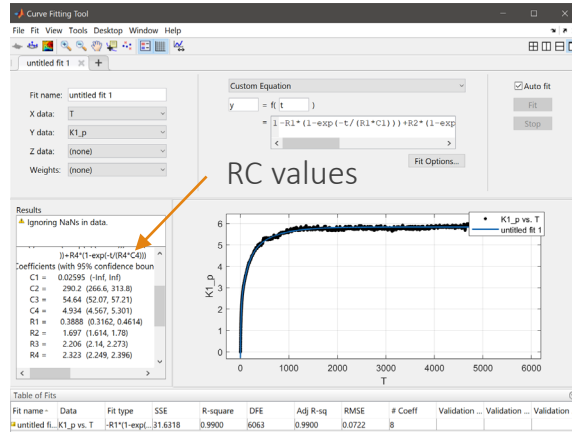 Curve Fitting Tool
File Fit View Tools Desktop Window Help
untitled fit 1
Fit name: untitled fit 1
X data: T
Y data: K1_p
Z data: (none)
Weights: (none)
Custom Equation
y = f( t )
= 1-R1*(1-exp(-t/(R1*C1)))+R2*(1-exp
Fit Options...
Auto fit
Fit
Stop
RC values
Results
Ignoring NaNs in data.
))+R4*(1-exp(-t/(R4*C4)))
Coefficients (with 95% confidence boun
C1 = 0.02595 (-Inf, Inf)
C2 = 290.2 (266.6, 313.8)
C3 = 54.64 (52.07, 57.21)
C4 = 4.934 (4.567, 5.301)
R1 = 0.3888 (0.3162, 0.4614)
R2 = 1.697 (1.614, 1.78)
R3 = 2.206 (2.14, 2.273)
R4 = 2.323 (2.249, 2.396)
K1_p vs. T
untitled fit 1
6
5
4
3
2
1
0
K1_p
0 1000 2000 3000 4000 5000 6000
T
Table of Fits
Fit name Data Fit type SSE R-square DFE Adj R-sq RMSE # Coeff Validation ... Validation ... Validation
untitled fi... K1_p vs. T -R1*(1-exp(... 31.6318 0.9900 6063 0.9900 0.0722 8